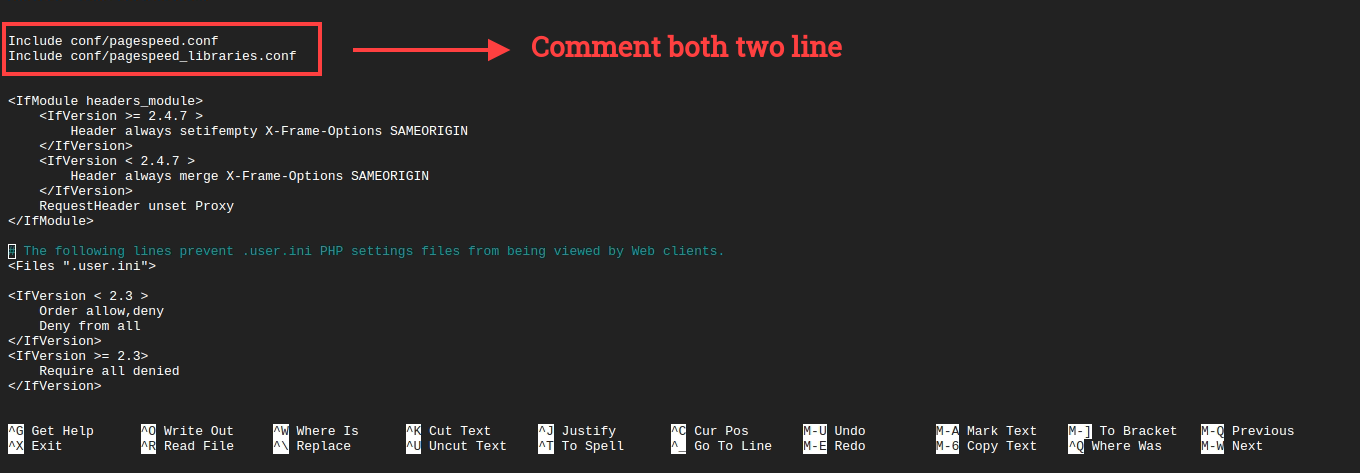 Include conf/pagespeed.conf
Include conf/pagespeed_libraries.conf
Comment both two line
<IfModule headers_module>
    <IfVersion >= 2.4.7 >
        Header always setifempty X-Frame-Options SAMEORIGIN
    </IfVersion>
    <IfVersion < 2.4.7 >
        Header always merge X-Frame-Options SAMEORIGIN
    </IfVersion>
    RequestHeader unset Proxy
</IfModule>
# The following lines prevent .user.ini PHP settings files from being viewed by Web clients.
<Files ".user.ini">
<IfVersion < 2.3 >
    Order allow,deny
    Deny from all
</IfVersion>
<IfVersion >= 2.3>
    Require all denied
</IfVersion>
^G Get Help ^O Write Out ^W Where Is ^K Cut Text ^J Justify ^C Cur Pos M-U Undo M-A Mark Text M-] To Bracket M-Q Previous
^X Exit ^R Read File ^\ Replace ^U Uncut Text ^T To Spell ^_ Go To Line M-E Redo M-6 Copy Text ^Q Where Was M-W Next